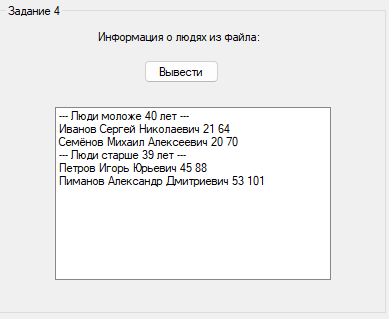 Задание 4
Информация о людях из файла:
Вывести
--- Люди моложе 40 лет ---
Иванов Сергей Николаевич 21 64
Семёнов Михаил Алексеевич 20 70
--- Люди старше 39 лет ---
Петров Игорь Юрьевич 45 88
Пиманов Александр Дмитриевич 53 101